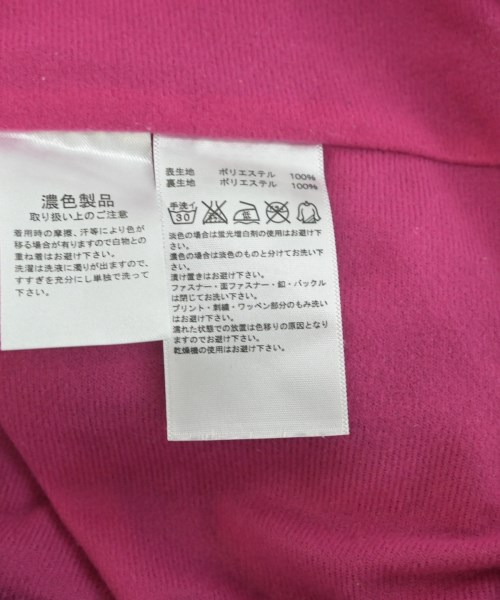 濃色製品
取り扱い上のご注意
着用時の摩擦、汗等により色が
移る場合が有りますので白物との
重ね着はお避け下さい。
洗濯は洗液に濁りが出ますので、
すすぎを充分にし単独で洗って
下さい。
表生地 ポリエステル 100%
裏生地 ポリエステル 100%
手洗イ
30
低
淡色の場合は蛍光増白剤の使用はお避け下さい。
濃色の場合は淡色のものと分けてお洗い下さい。
漬け置きはお避け下さい。
ファスナー・面ファスナー・釦・バックル
は閉じてお洗い下さい。
プリント・刺繍・ワッペン部分のもみ洗い
はお避け下さい。
濡れた状態での放置は色移りの原因となり
ますのでお避け下さい。
乾燥機の使用はお避け下さい。